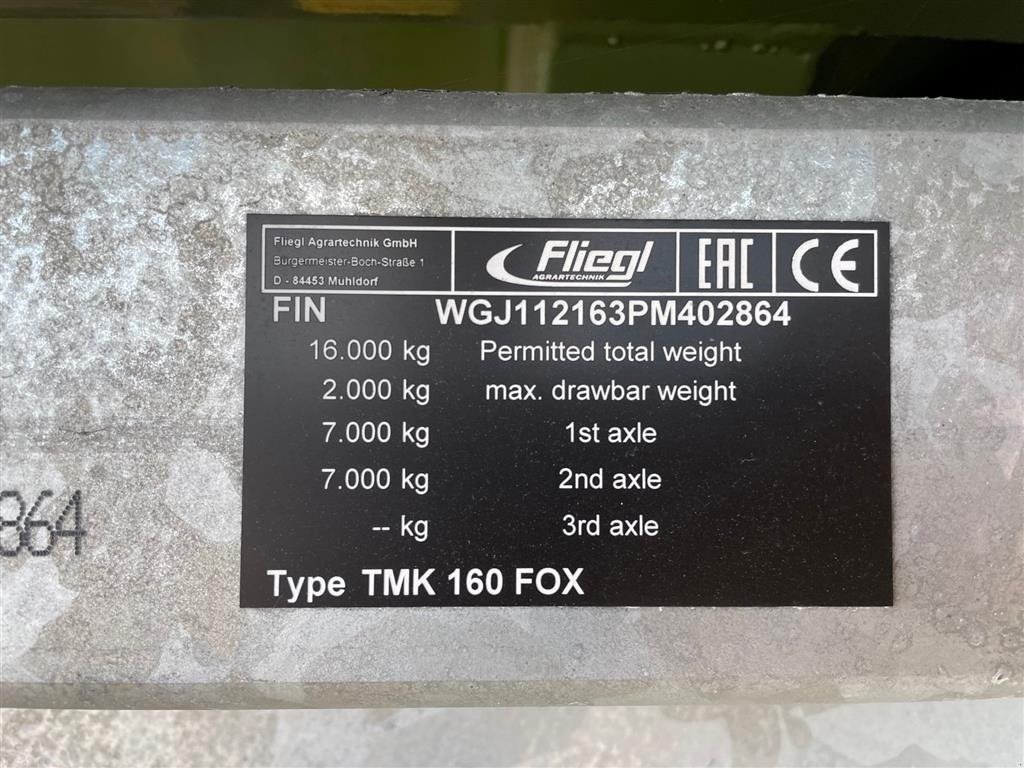 Fliegl Agrartechnik GmbH
Burgermeister-Boch-Straße 1
D - 84453 Muhldorf
Fliegl
AGRARTECHNIK
EAC
CE
FIN WGJ112163PM402864
16.000 kg Permitted total weight
2.000 kg max. drawbar weight
7.000 kg 1st axle
7.000 kg 2nd axle
-- kg 3rd axle
864
Type TMK 160 FOX